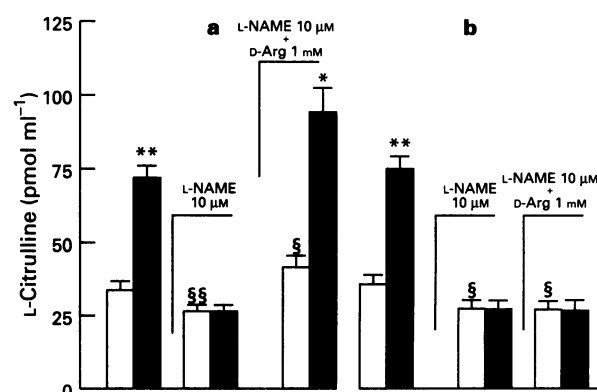 125
100
75
50
25
0
L-Citrulline (pmol ml⁻¹)
a
b
L-NAME 10 µM
+
D-Arg 1 mM
*
**
L-NAME
10 µM
§§
§
**
L-NAME
10 µM
§
L-NAME 10 µM
+
D-Arg 1 mM
§